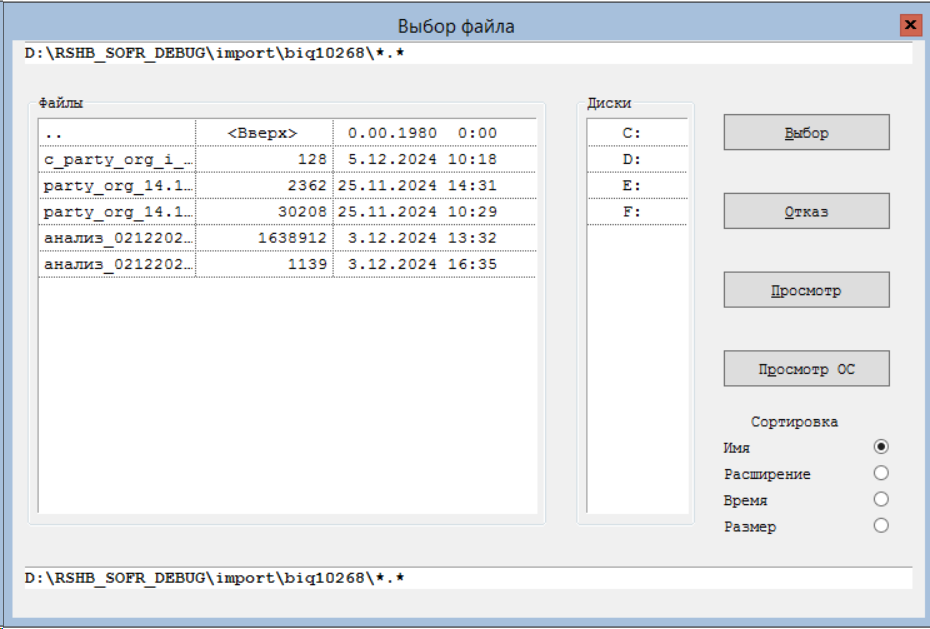 Выбор файла
D:\RSHB_SOFR_DEBUG\import\biq10268\*.*
Файлы
.. <Вверх> 0.00.1980 0:00
c_party_org_i_… 128 5.12.2024 10:18
party_org_14.1… 2362 25.11.2024 14:31
party_org_14.1… 30208 25.11.2024 10:29
анализ_0212202… 1638912 3.12.2024 13:32
анализ_0212202… 1139 3.12.2024 16:35
Диски
C:
D:
E:
F:
Выбор
Отказ
Просмотр
Просмотр ОС
Сортировка
Имя
Расширение
Время
Размер
D:\RSHB_SOFR_DEBUG\import\biq10268\*.*